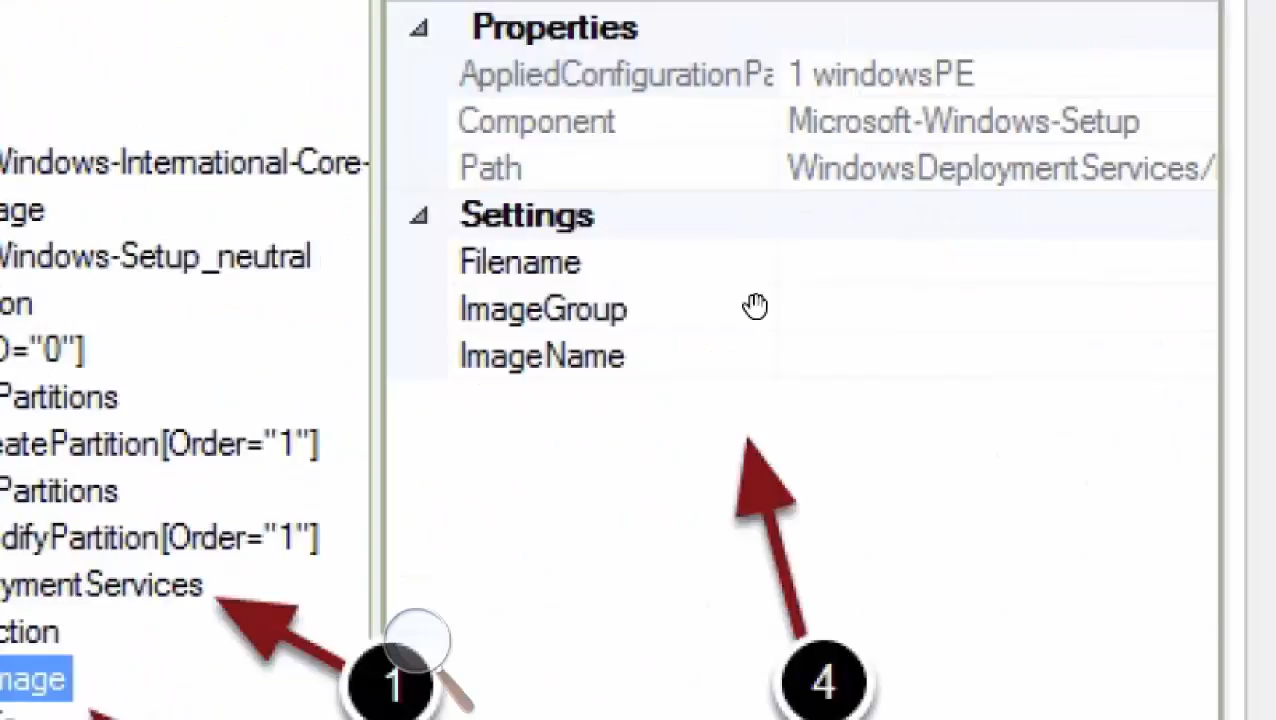 Properties
AppliedConfigurationPa 1 windowsPE
Component Microsoft-Windows-Setup
Path WindowsDeploymentServices/
Settings
Filename
ImageGroup
ImageName
Windows-International-Core-
age
Windows-Setup_neutral
on
D="0"]
Partitions
eatePartition[Order="1"]
Partitions
difyPartition[Order="1"]
ymentServices
ction
mage
1
4